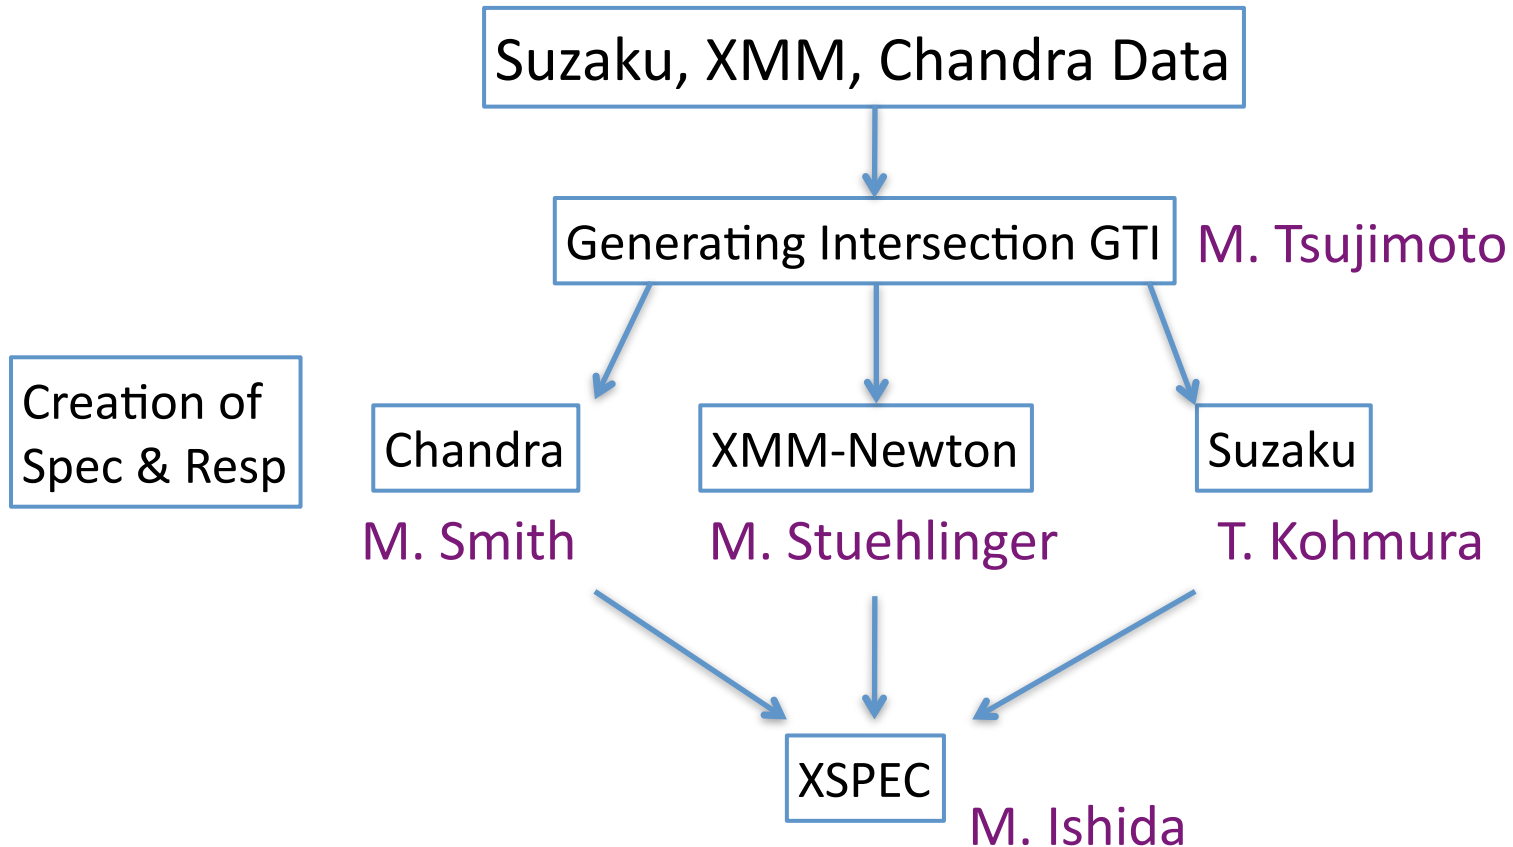 Suzaku, XMM, Chandra Data
Generating Intersection GTI
M. Tsujimoto
Creation of
Spec & Resp
Chandra
XMM-Newton
Suzaku
M. Smith
M. Stuehlinger
T. Kohmura
XSPEC
M. Ishida